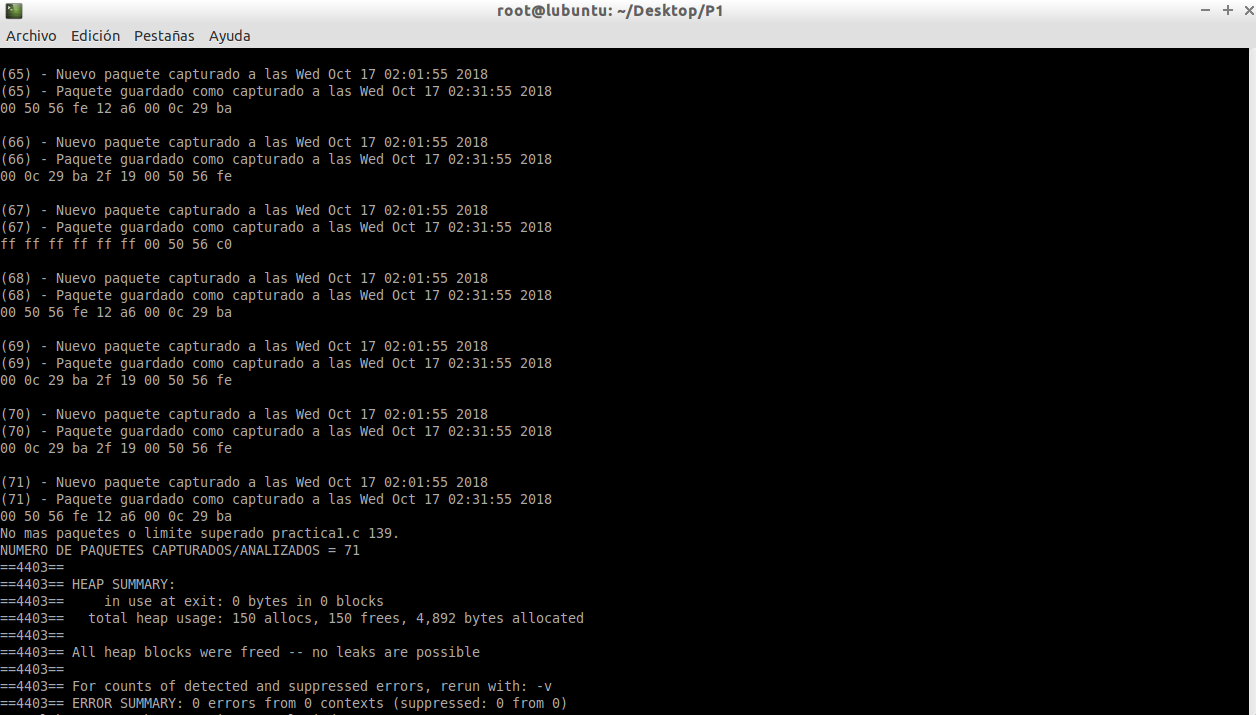 root@lubuntu: ~/Desktop/P1
Archivo Edición Pestañas Ayuda
(65) - Nuevo paquete capturado a las Wed Oct 17 02:01:55 2018
(65) - Paquete guardado como capturado a las Wed Oct 17 02:31:55 2018
00 50 56 fe 12 a6 00 0c 29 ba
(66) - Nuevo paquete capturado a las Wed Oct 17 02:01:55 2018
(66) - Paquete guardado como capturado a las Wed Oct 17 02:31:55 2018
00 0c 29 ba 2f 19 00 50 56 fe
(67) - Nuevo paquete capturado a las Wed Oct 17 02:01:55 2018
(67) - Paquete guardado como capturado a las Wed Oct 17 02:31:55 2018
ff ff ff ff ff ff 00 50 56 c0
(68) - Nuevo paquete capturado a las Wed Oct 17 02:01:55 2018
(68) - Paquete guardado como capturado a las Wed Oct 17 02:31:55 2018
00 50 56 fe 12 a6 00 0c 29 ba
(69) - Nuevo paquete capturado a las Wed Oct 17 02:01:55 2018
(69) - Paquete guardado como capturado a las Wed Oct 17 02:31:55 2018
00 0c 29 ba 2f 19 00 50 56 fe
(70) - Nuevo paquete capturado a las Wed Oct 17 02:01:55 2018
(70) - Paquete guardado como capturado a las Wed Oct 17 02:31:55 2018
00 0c 29 ba 2f 19 00 50 56 fe
(71) - Nuevo paquete capturado a las Wed Oct 17 02:01:55 2018
(71) - Paquete guardado como capturado a las Wed Oct 17 02:31:55 2018
00 50 56 fe 12 a6 00 0c 29 ba
No mas paquetes o limite superado practica1.c 139.
NUMERO DE PAQUETES CAPTURADOS/ANALIZADOS = 71
==4403==
==4403== HEAP SUMMARY:
==4403==     in use at exit: 0 bytes in 0 blocks
==4403==   total heap usage: 150 allocs, 150 frees, 4,892 bytes allocated
==4403==
==4403== All heap blocks were freed -- no leaks are possible
==4403==
==4403== For counts of detected and suppressed errors, rerun with: -v
==4403== ERROR SUMMARY: 0 errors from 0 contexts (suppressed: 0 from 0)